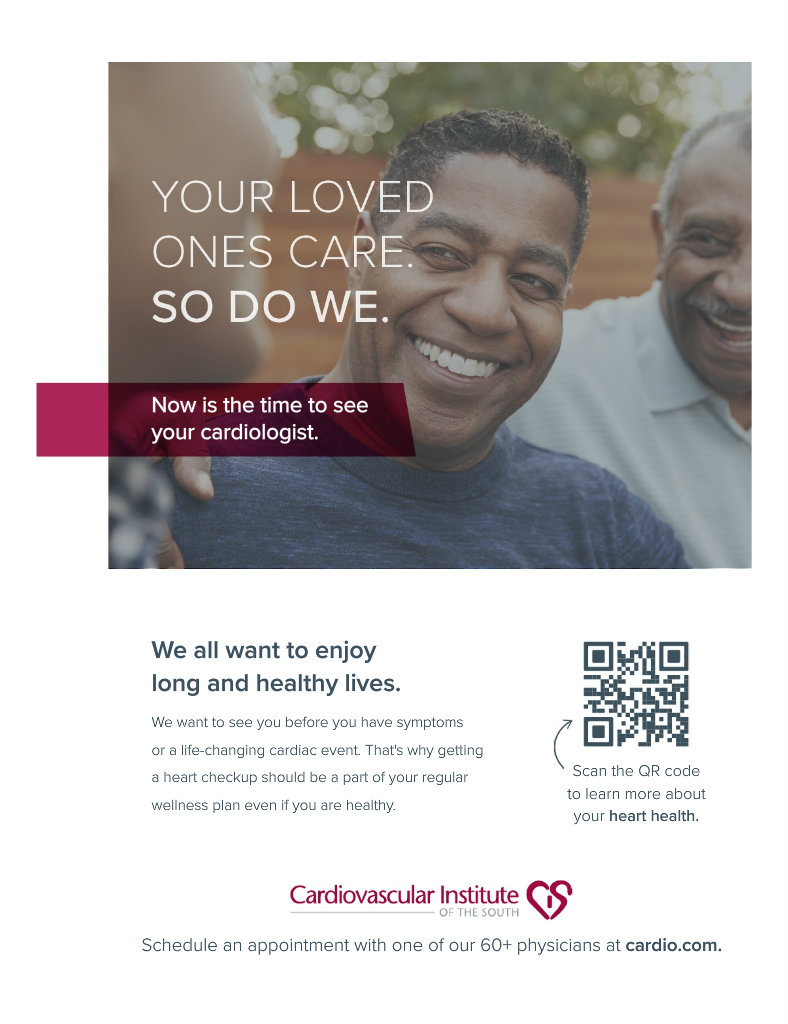 YOUR LOVED
ONES CARE.
SO DO WE.
Now is the time to see
your cardiologist.
We all want to enjoy
long and healthy lives.
We want to see you before you have symptoms
or a life-changing cardiac event. That's why getting
a heart checkup should be a part of your regular
wellness plan even if you are healthy.
Scan the QR code
to learn more about
your heart health.
Cardiovascular Institute
OF THE SOUTH
CIS
Schedule an appointment with one of our 60+ physicians at cardio.com.